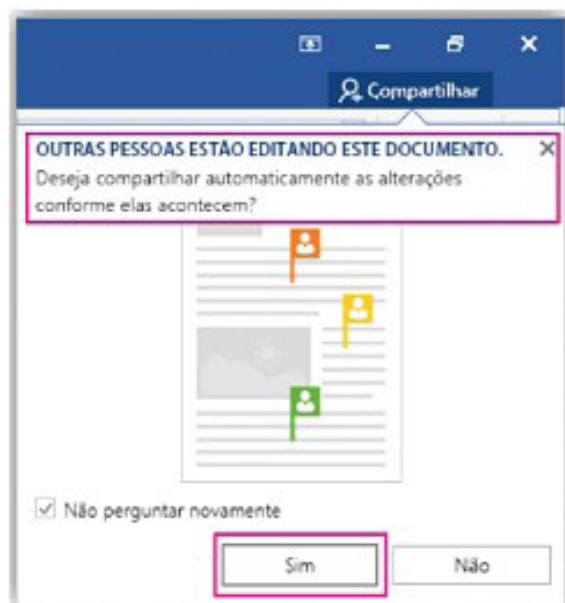 Compartilhar
OUTRAS PESSOAS ESTÃO EDITANDO ESTE DOCUMENTO.
Deseja compartilhar automaticamente as alterações
conforme elas acontecem?
Não perguntar novamente
Sim
Não